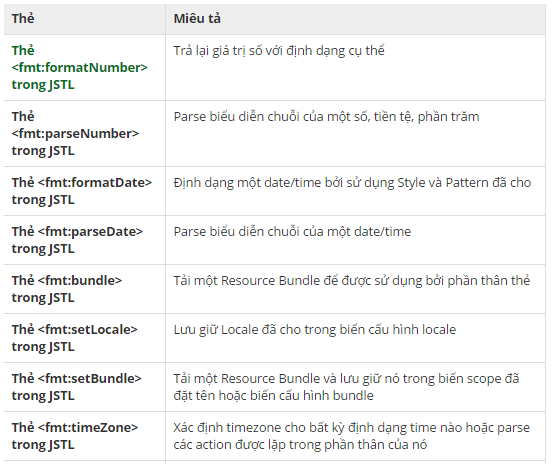 Thẻ Miêu tả
Thẻ Trả lại giá trị số với định dạng cụ thể
<fmt:formatNumber>
trong JSTL
Thẻ Parse biểu diễn chuỗi của một số, tiền tệ, phần trăm
<fmt:parseNumber>
trong JSTL
Thẻ <fmt:formatDate> Định dạng một date/time bởi sử dụng Style và Pattern đã cho
trong JSTL
Thẻ <fmt:parseDate> Parse biểu diễn chuỗi của một date/time
trong JSTL
Thẻ <fmt:bundle> Tải một Resource Bundle để được sử dụng bởi phần thân thẻ
trong JSTL
Thẻ <fmt:setLocale> Lưu giữ Locale đã cho trong biến cấu hình locale
trong JSTL
Thẻ <fmt:setBundle> Tải một Resource Bundle và lưu giữ nó trong biến scope đã
trong JSTL đặt tên hoặc biến cấu hình bundle
Thẻ <fmt:timeZone> Xác định timezone cho bất kỳ định dạng time nào hoặc parse
trong JSTL các action được lặp trong phần thân của nó